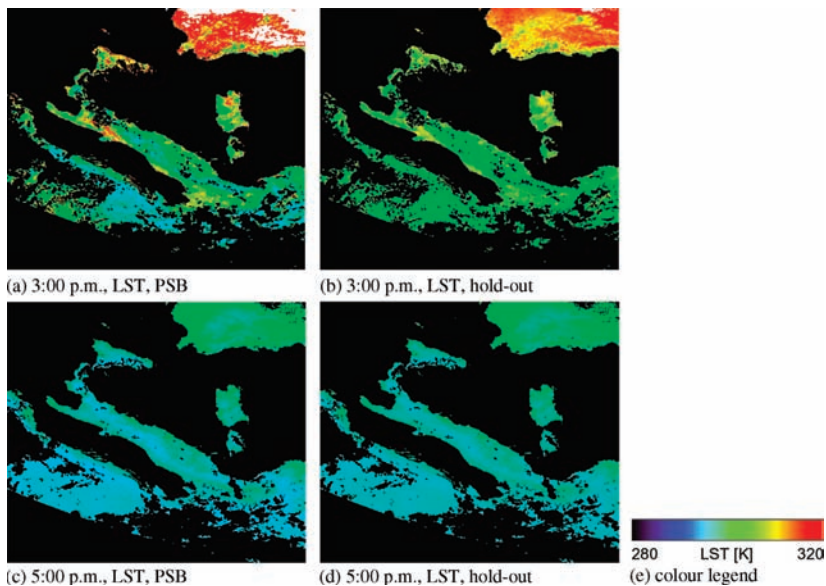 (a) 3:00 p.m., LST, PSB
(b) 3:00 p.m., LST, hold-out
(c) 5:00 p.m., LST, PSB
(d) 5:00 p.m., LST, hold-out
280 LST [K] 320
(e) colour legend